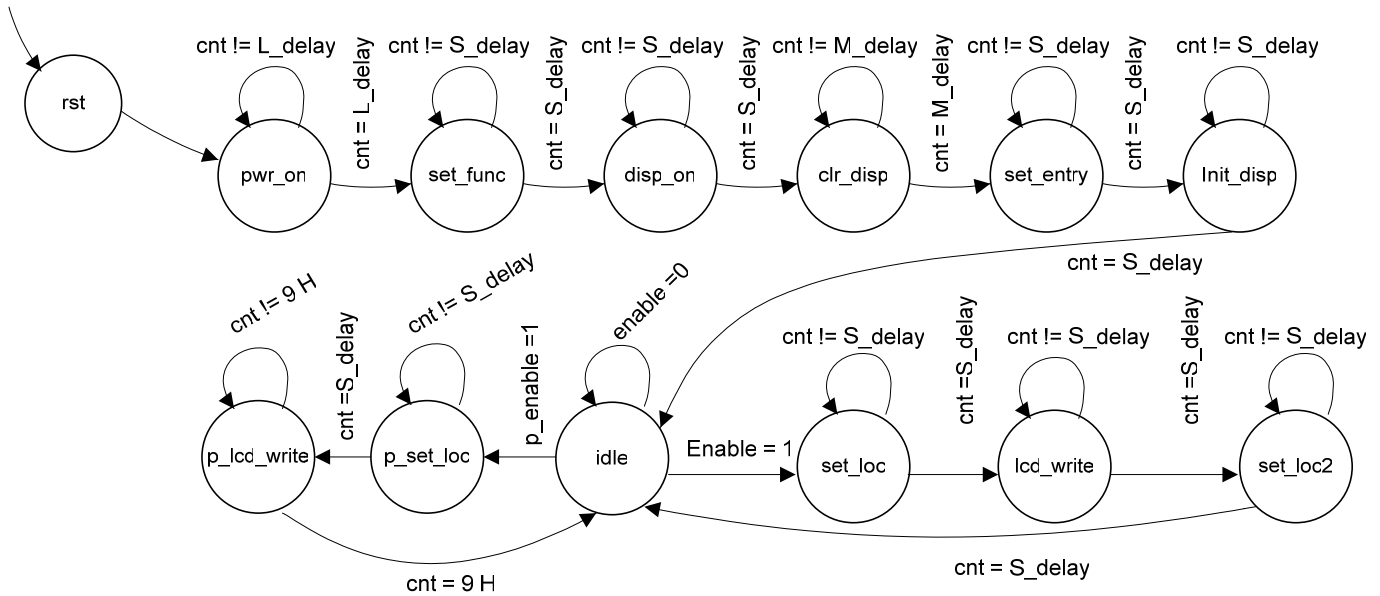 cnt != L_delay
cnt = L_delay
cnt != S_delay
cnt = S_delay
cnt != S_delay
cnt = S_delay
cnt != M_delay
cnt = M_delay
cnt != S_delay
cnt = S_delay
cnt != S_delay
rst
pwr_on
set_func
disp_on
clr_disp
set_entry
Init_disp
cnt = S_delay
cnt != 9 H
cnt =S_delay
cnt != S_delay
p_enable =1
enable =0
cnt != S_delay
cnt =S_delay
cnt != S_delay
cnt =S_delay
cnt != S_delay
p_lcd_write
p_set_loc
idle
Enable = 1
set_loc
lcd_write
set_loc2
cnt = 9 H
cnt = S_delay